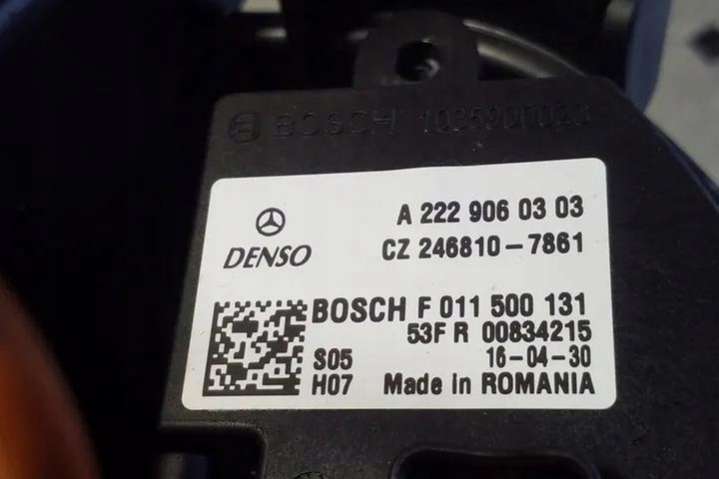 BOSCH
A 222 906 03 03
DENSO
CZ 246810-7861
BOSCH F 011 500 131
53F R 00834215
S05
16-04-30
H07
Made in ROMANIA